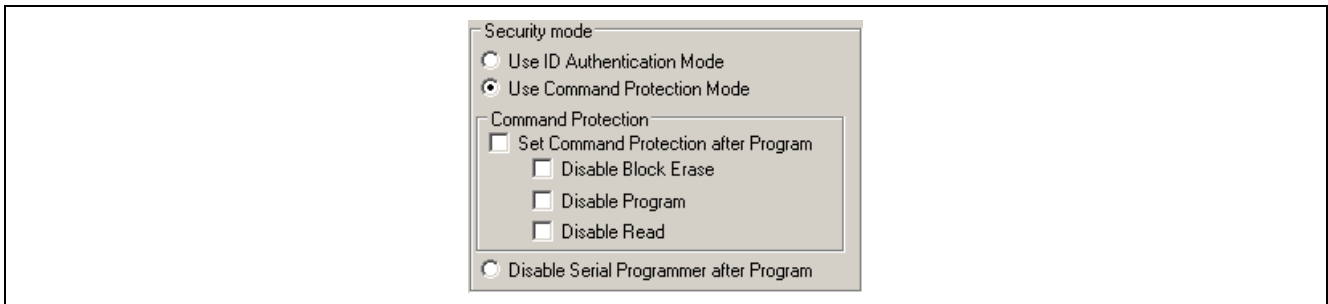 Security mode
Use ID Authentication Mode
Use Command Protection Mode
Command Protection
Set Command Protection after Program
Disable Block Erase
Disable Program
Disable Read
Disable Serial Programmer after Program